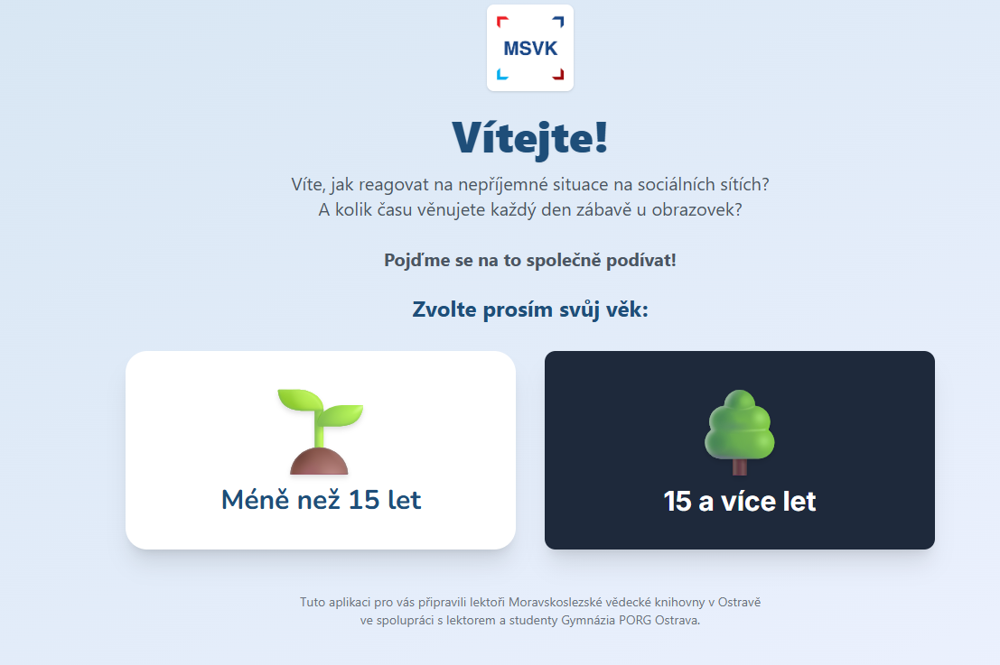 MSVK
Vítejte!
Víte, jak reagovat na nepříjemné situace na sociálních sítích?
A kolik času věnujete každý den zábavě u obrazovek?
Pojďme se na to společně podívat!
Zvolte prosím svůj věk:
Méně než 15 let
15 a více let
Tuto aplikaci pro vás připravili lektoři Moravskoslezské vědecké knihovny v Ostravě
ve spolupráci s lektorem a studenty Gymnázia PORG Ostrava.